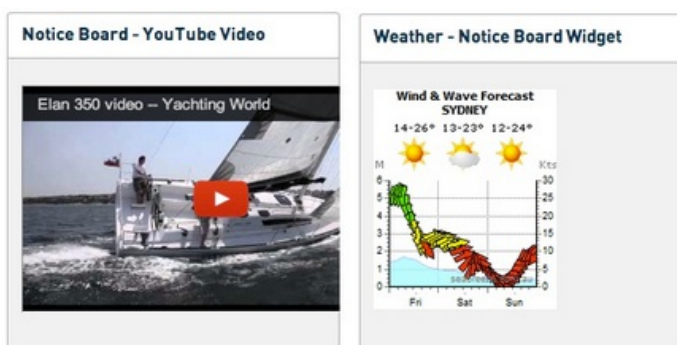 Notice Board - YouTube Video
Elan 350 video – Yachting World
Weather - Notice Board Widget
Wind & Wave Forecast
SYDNEY
14-26° 13-23° 12-24°
M
Kts
6
5
4
3
2
1
0
30
25
20
15
10
5
0
Fri Sat Sun